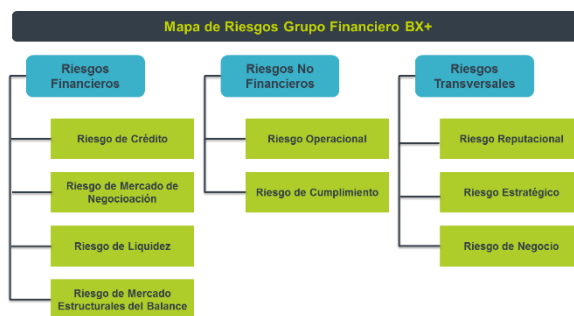 Mapa de Riesgos Grupo Financiero BX+
Riesgos
Financieros
Riesgo de Crédito
Riesgo de Mercado de
Negocioación
Riesgo de Liquidez
Riesgo de Mercado
Estructurales del Balance
Riesgos No
Financieros
Riesgo Operacional
Riesgo de Cumplimiento
Riesgos
Transversales
Riesgo Reputacional
Riesgo Estratégico
Riesgo de Negocio